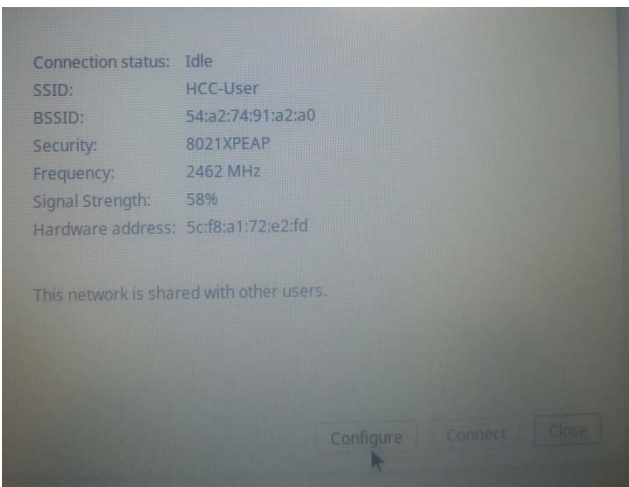 Connection status: Idle
SSID: HCC-User
BSSID: 54:a2:74:91:a2:a0
Security: 8021XPEAP
Frequency: 2462 MHz
Signal Strength: 58%
Hardware address: 5c:f8:a1:72:e2:fd
This network is shared with other users.
Configure Connect Close